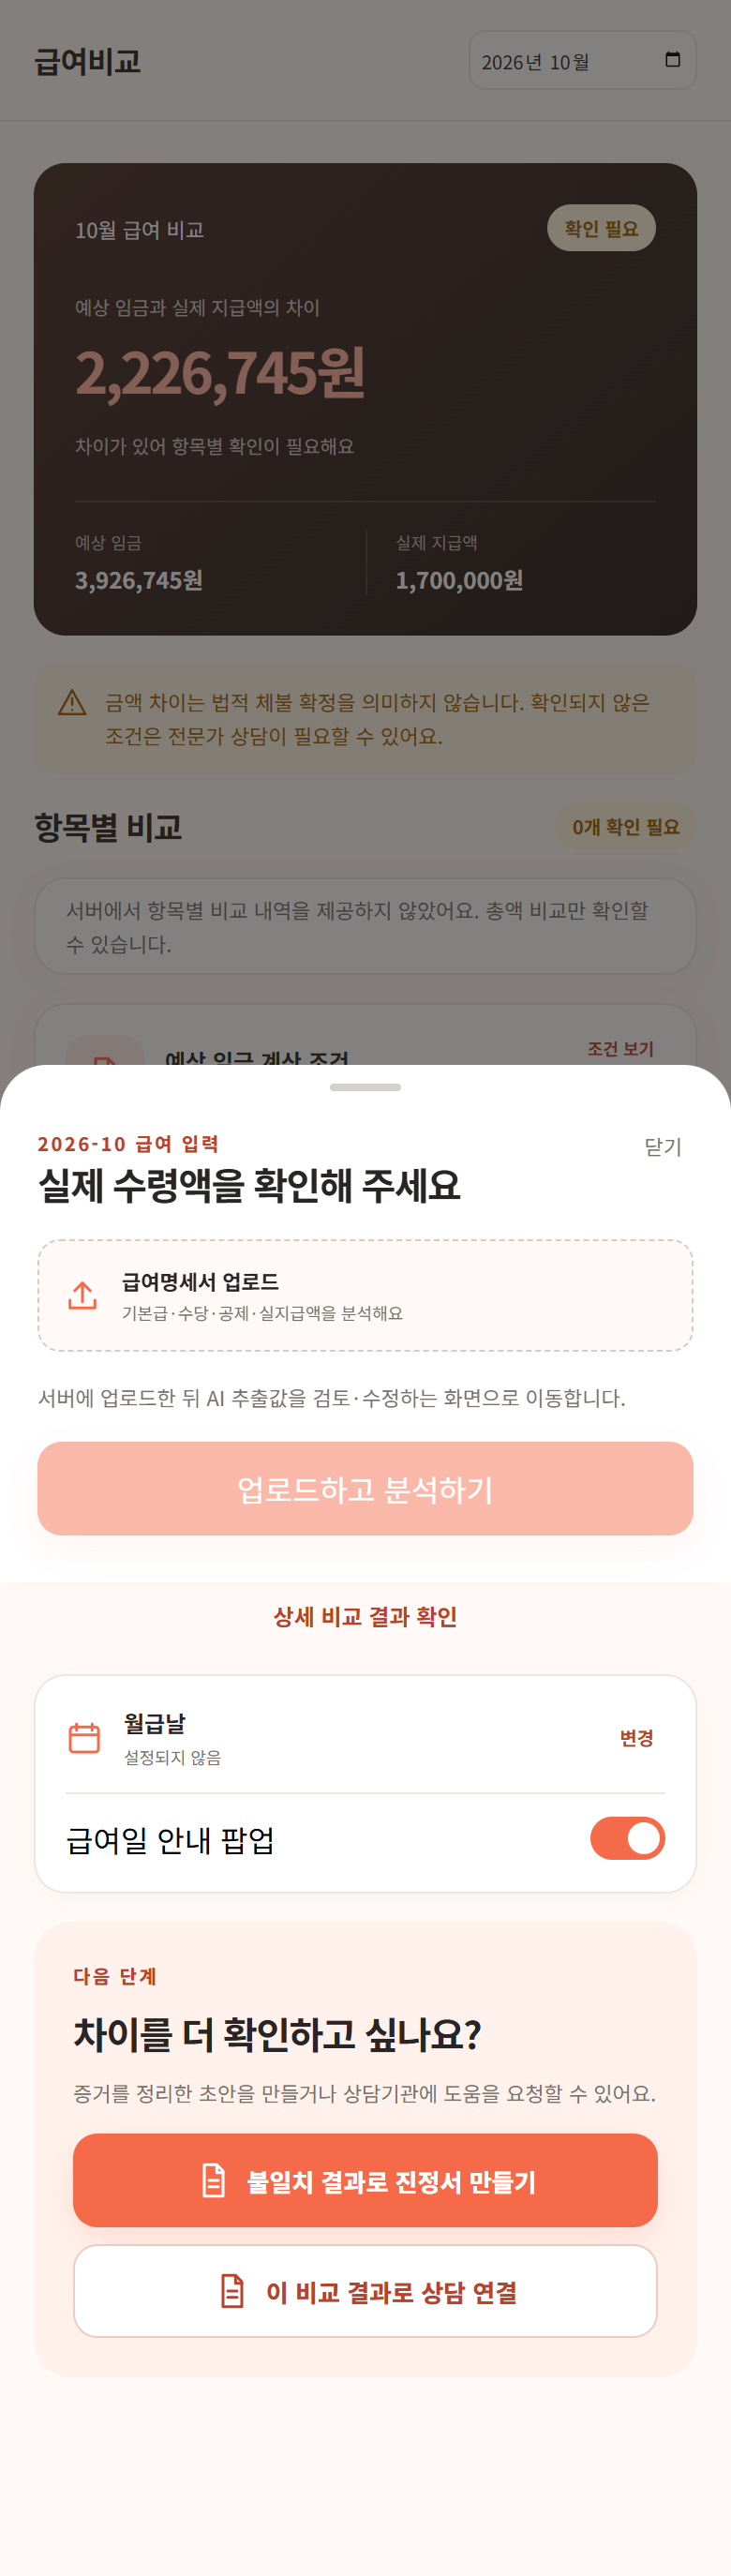 급여비교
2026년 10월
10월 급여 비교
확인 필요
예상 임금과 실제 지급액의 차이
2,226,745원
차이가 있어 항목별 확인이 필요해요
예상 임금
실제 지급액
3,926,745원
1,700,000원
금액 차이는 법적 체불 확정을 의미하지 않습니다. 확인되지 않은
조건은 전문가 상담이 필요할 수 있어요.
항목별 비교
0개 확인 필요
서버에서 항목별 비교 내역을 제공하지 않았어요. 총액 비교만 확인할
수 있습니다.
예상 임금 계산 조건
조건 보기
2026-10 급여 입력
닫기
실제 수령액을 확인해 주세요
급여명세서 업로드
기본급·수당·공제·실지급액을 분석해요
서버에 업로드한 뒤 AI 추출값을 검토·수정하는 화면으로 이동합니다.
업로드하고 분석하기
상세 비교 결과 확인
월급날
설정되지 않음
변경
급여일 안내 팝업
다음 단계
차이를 더 확인하고 싶나요?
증거를 정리한 초안을 만들거나 상담기관에 도움을 요청할 수 있어요.
불일치 결과로 진정서 만들기
이 비교 결과로 상담 연결